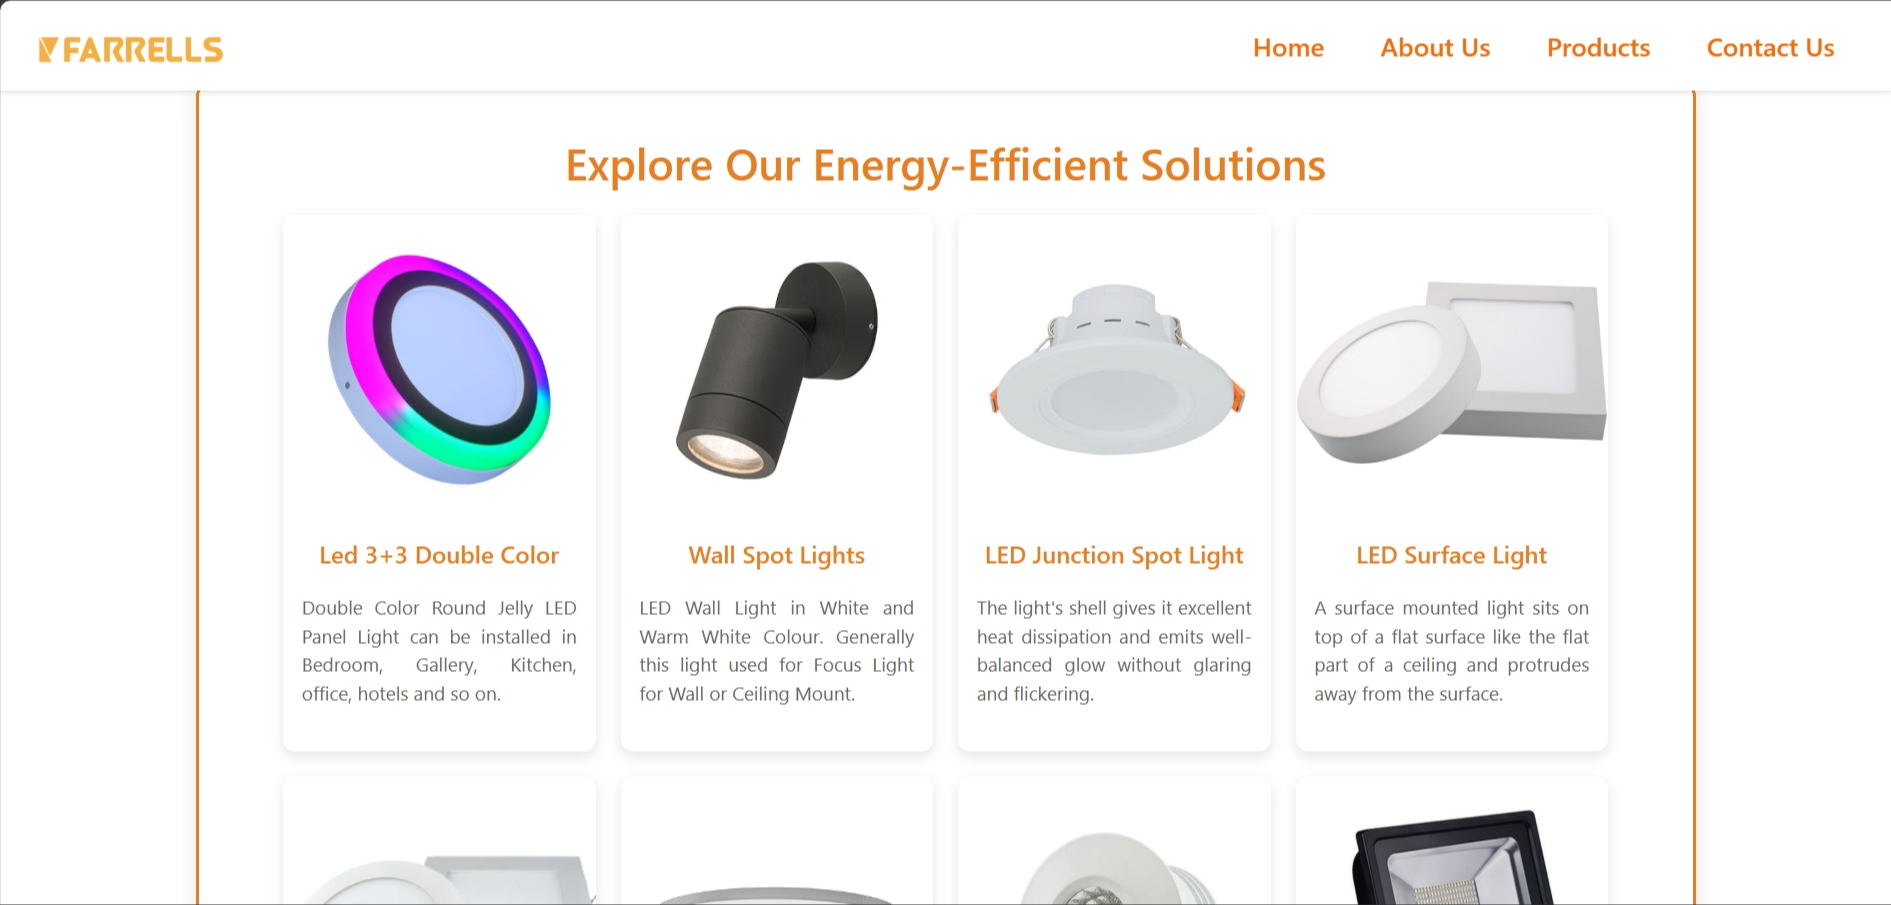 FARRELLS
Home
About Us
Products
Contact Us
Explore Our Energy-Efficient Solutions
Led 3+3 Double Color
Double Color Round Jelly LED
Panel Light can be installed in
Bedroom, Gallery, Kitchen,
office, hotels and so on.
Wall Spot Lights
LED Wall Light in White and
Warm White Colour. Generally
this light used for Focus Light
for Wall or Ceiling Mount.
LED Junction Spot Light
The light's shell gives it excellent
heat dissipation and emits well-
balanced glow without glaring
and flickering.
LED Surface Light
A surface mounted light sits on
top of a flat surface like the flat
part of a ceiling and protrudes
away from the surface.